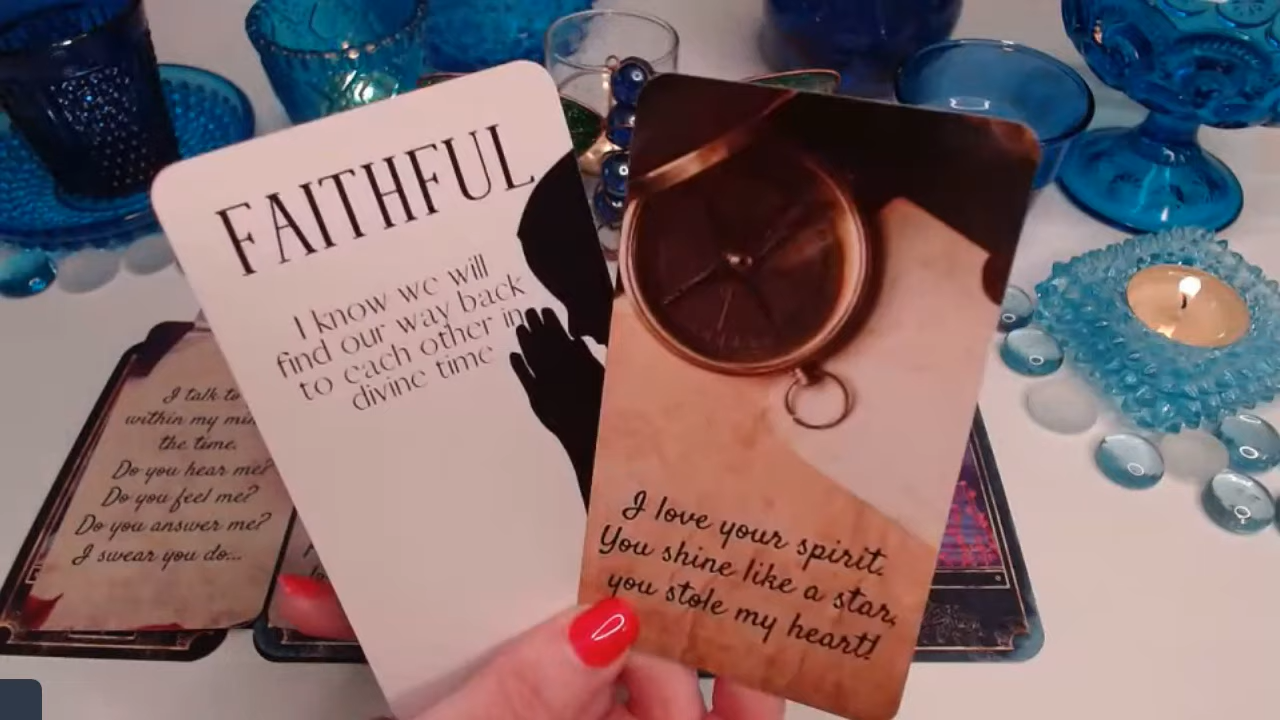 FAITHFUL
I know we will
find our way back
to each other in
divine time
I love your spirit.
You shine like a star,
you stole my heart!
I talk to
within my
the time.
Do you hear me?
Do you feel me?
Do you answer me?
I swear you do...